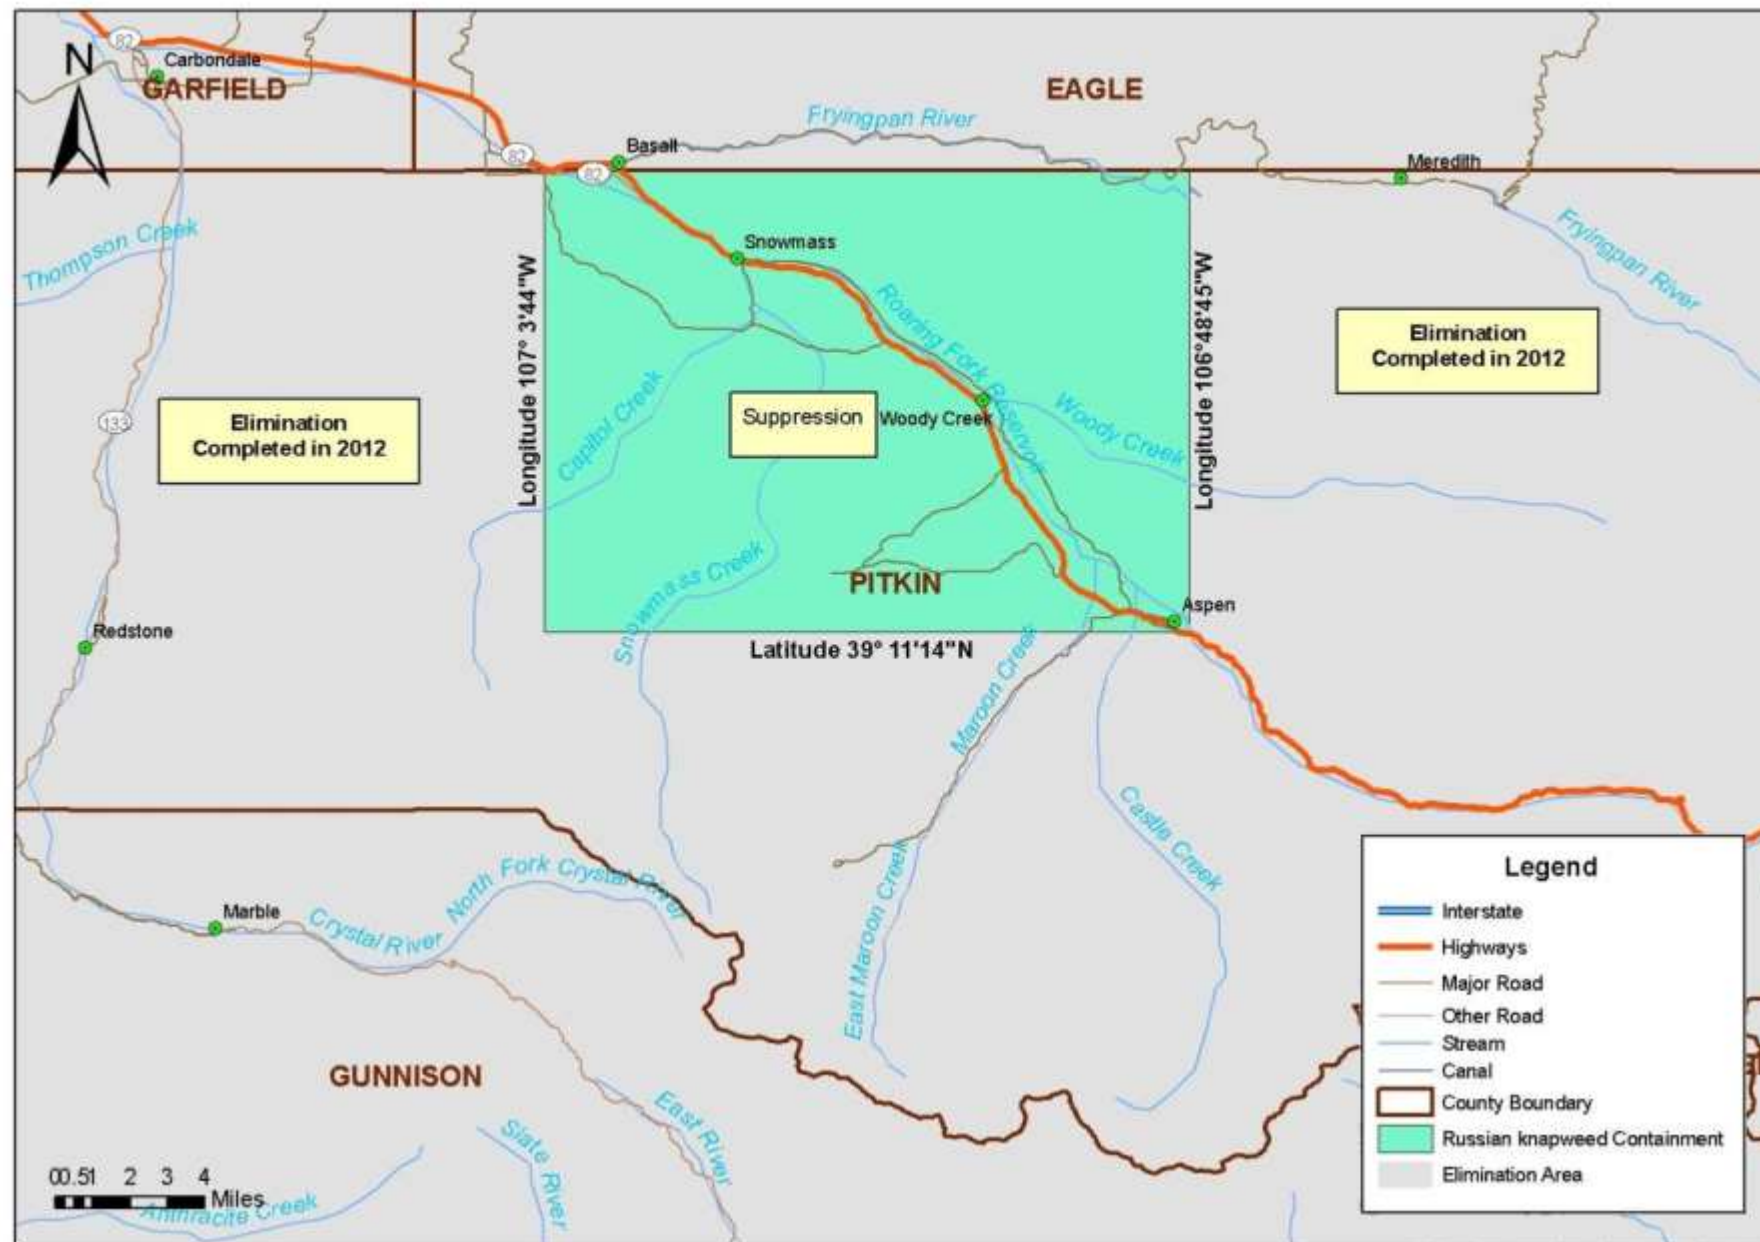 82
N
Carbondale
GARFIELD
EAGLE
Fryingpan River
82
Basalt
82
Meredith
Thompson Creek
Snowmass
Fryingpan River
Longitude 107° 3'44"W
Roaring Fork Reservoir
Longitude 106°48'45"W
Elimination
Completed in 2012
133
Elimination
Completed in 2012
Capitol Creek
Suppression
Woody Creek
Woody Creek
Snowmass Creek
PITKIN
Aspen
Redstone
Latitude 39° 11'14"N
Maroon Creek
Castle Creek
East Maroon Creek
North Fork Crystal River
Marble
Crystal River
GUNNISON
East River
Slate River
00.51 2 3 4
Miles
Anthracite Creek
Legend
Interstate
Highways
Major Road
Other Road
Stream
Canal
County Boundary
Russian knapweed Containment
Elimination Area